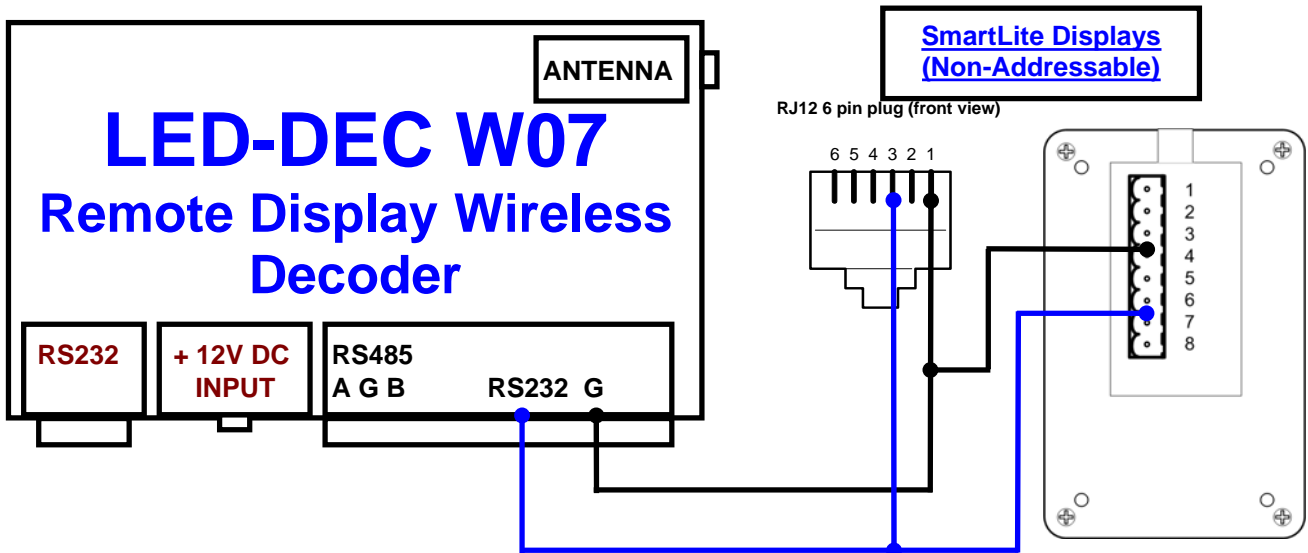 ANTENNA
LED-DEC W07
Remote Display Wireless
Decoder
RS232
+ 12V DC
INPUT
RS485
A G B
RS232 G
SmartLite Displays
(Non-Addressable)
RJ12 6 pin plug (front view)
6 5 4 3 2 1
1
2
3
4
5
6
7
8